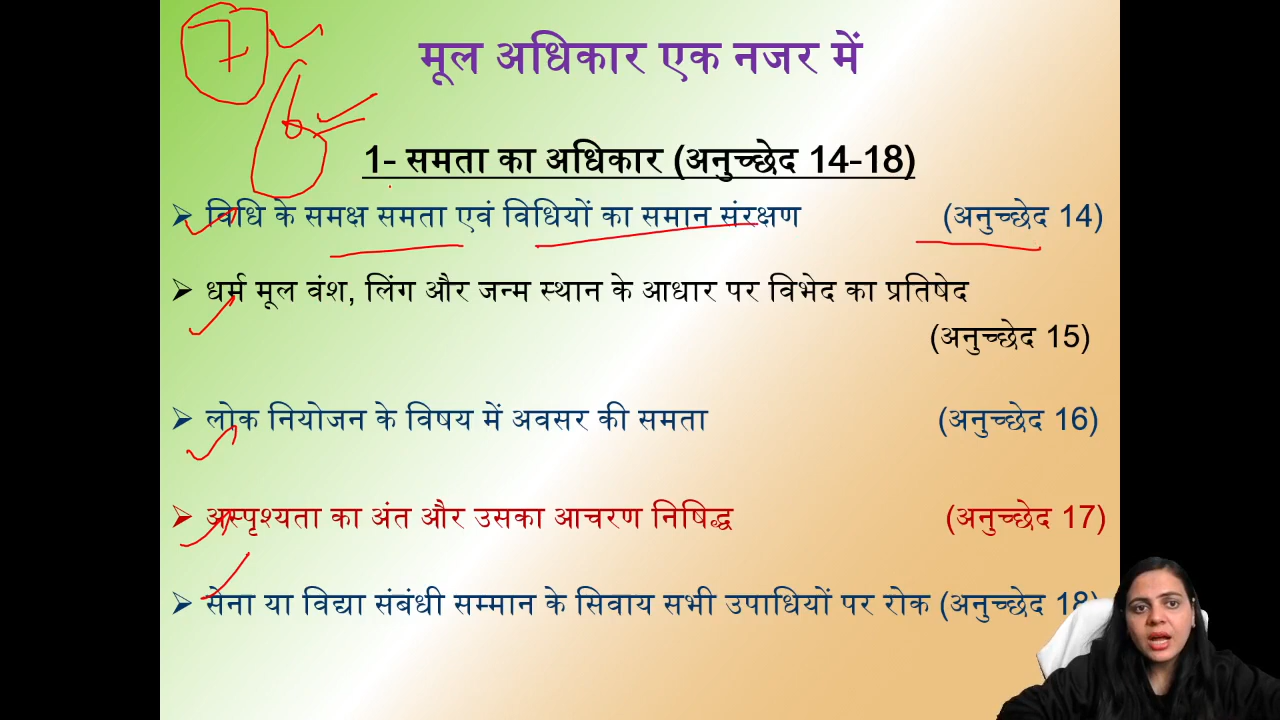 7
6
मूल अधिकार एक नजर में
1- समता का अधिकार (अनुच्छेद 14-18)
विधि के समक्ष समता एवं विधियों का समान संरक्षण (अनुच्छेद 14)
धर्म मूल वंश, लिंग और जन्म स्थान के आधार पर विभेद का प्रतिषेद
(अनुच्छेद 15)
लोक नियोजन के विषय में अवसर की समता (अनुच्छेद 16)
अस्पृश्यता का अंत और उसका आचरण निषिद्ध (अनुच्छेद 17)
सेना या विद्या संबंधी सम्मान के सिवाय सभी उपाधियों पर रोक (अनुच्छेद 18)